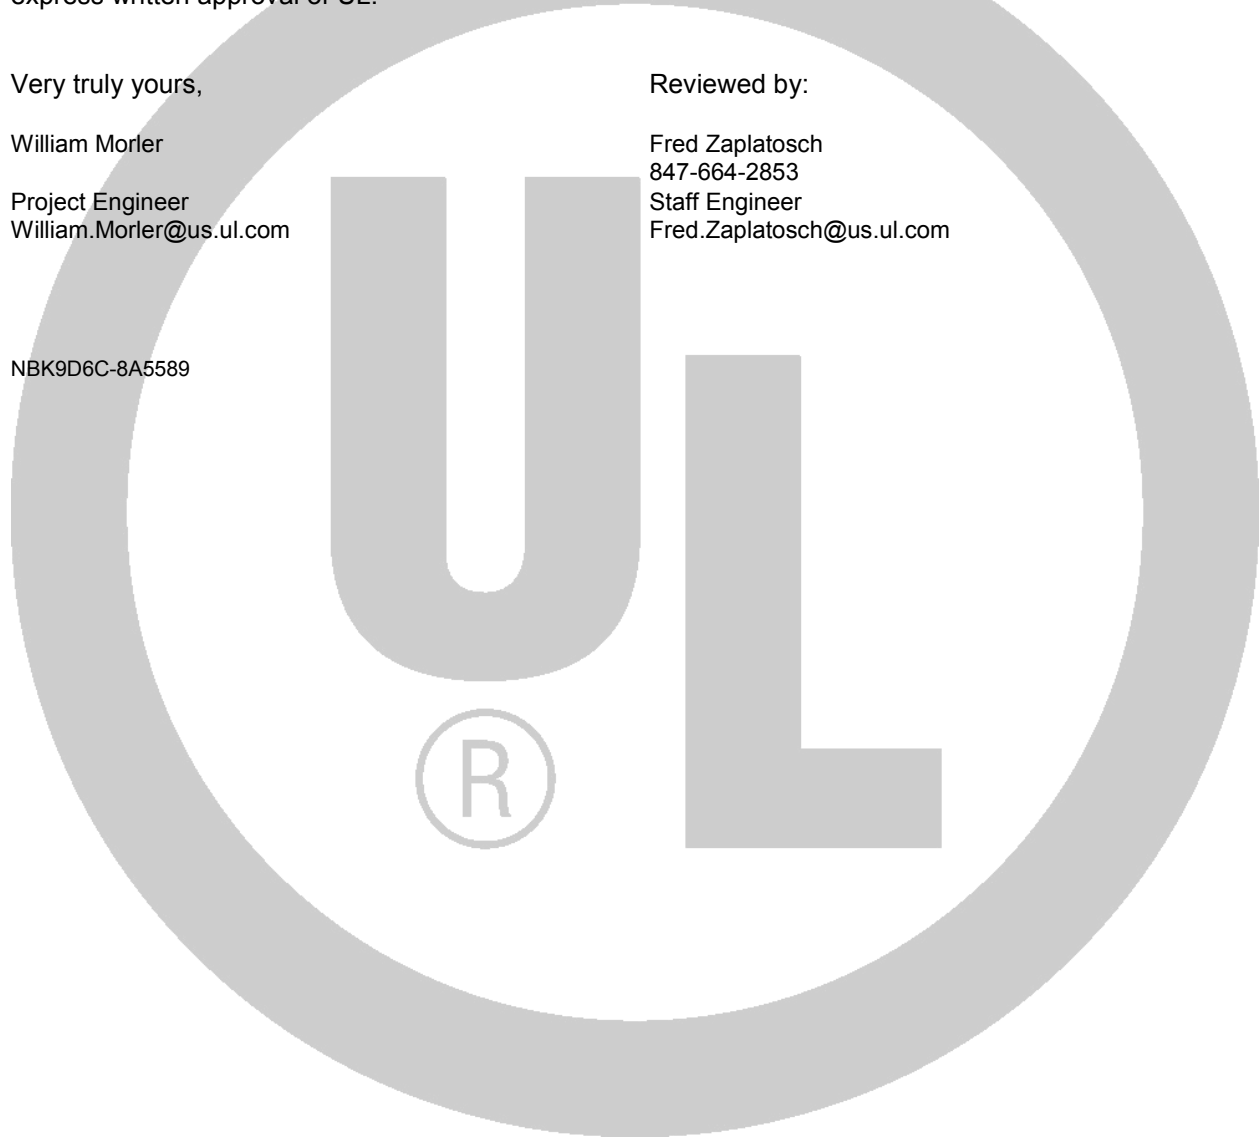 express written approval of UL.
Very truly yours,
Reviewed by:
William Morler
Fred Zaplatosch
847-664-2853
Project Engineer
Staff Engineer
William.Morler@us.ul.com
Fred.Zaplatosch@us.ul.com
NBK9D6C-8A5589
UL
®